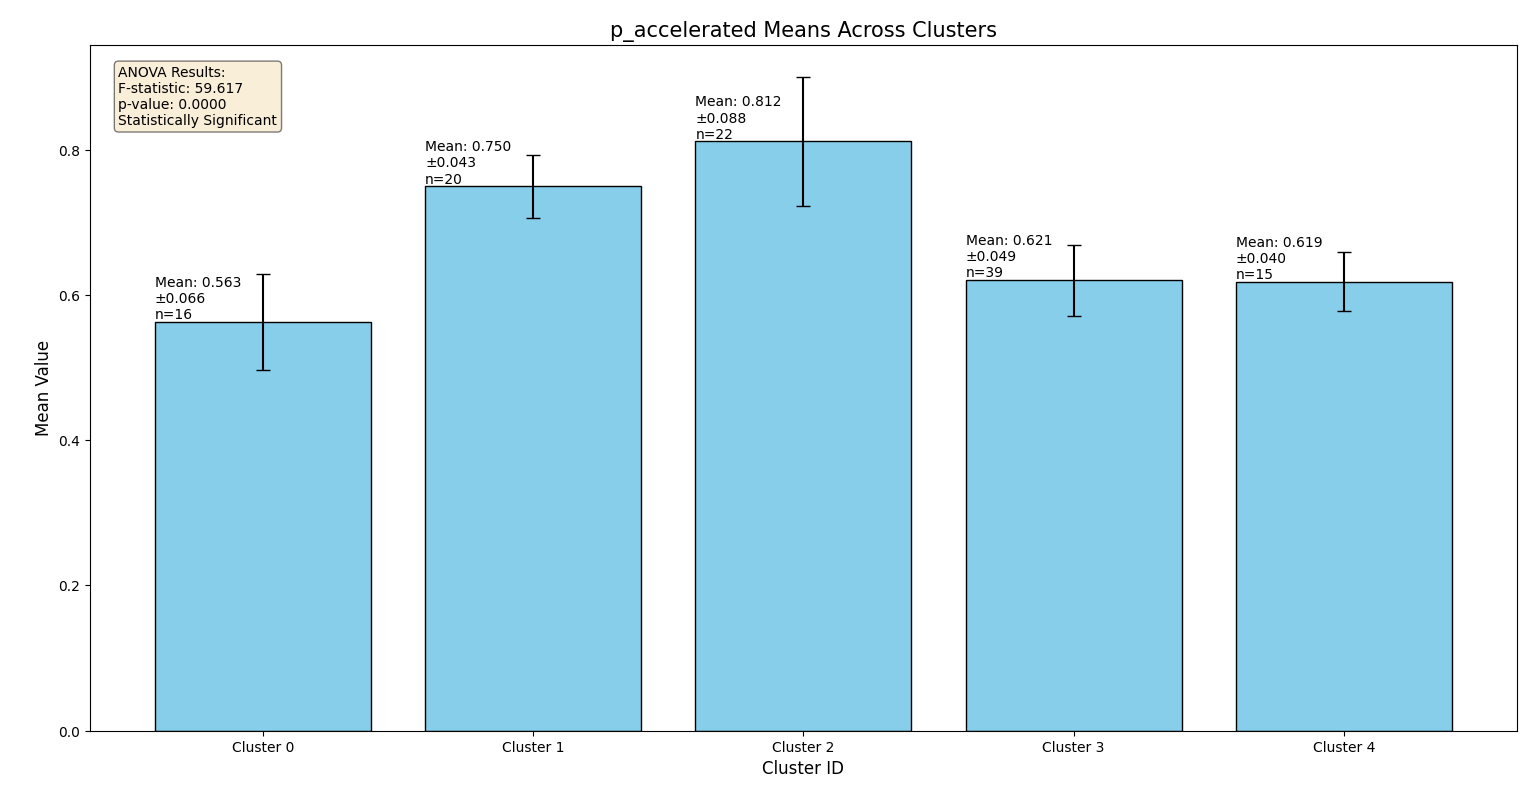 p_accelerated Means Across Clusters
ANOVA Results:
F-statistic: 59.617
p-value: 0.0000
Statistically Significant
Mean: 0.563
±0.066
n=16
Mean: 0.750
±0.043
n=20
Mean: 0.812
±0.088
n=22
Mean: 0.621
±0.049
n=39
Mean: 0.619
±0.040
n=15
Mean Value
0.8
0.6
0.4
0.2
0.0
Cluster 0
Cluster 1
Cluster 2
Cluster 3
Cluster 4
Cluster ID